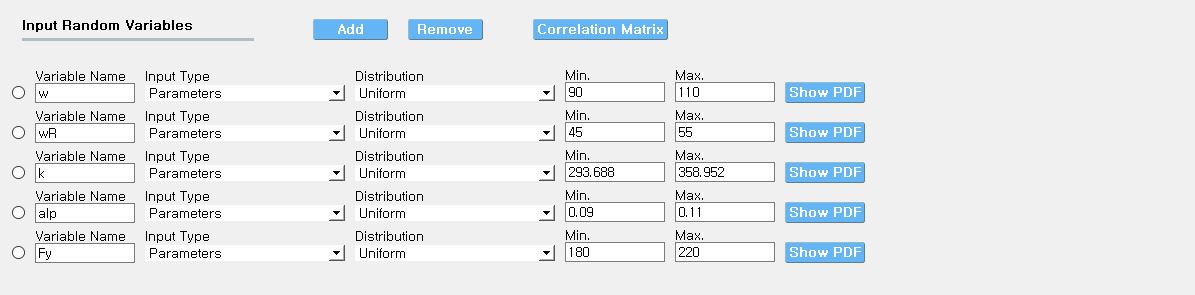 Input Random Variables Add Remove Correlation Matrix
Variable Name Input Type Distribution Min. Max.
w Parameters Uniform 90 110 Show PDF
Variable Name Input Type Distribution Min. Max.
wR Parameters Uniform 45 55 Show PDF
Variable Name Input Type Distribution Min. Max.
k Parameters Uniform 293.688 358.952 Show PDF
Variable Name Input Type Distribution Min. Max.
alp Parameters Uniform 0.09 0.11 Show PDF
Variable Name Input Type Distribution Min. Max.
Fy Parameters Uniform 180 220 Show PDF